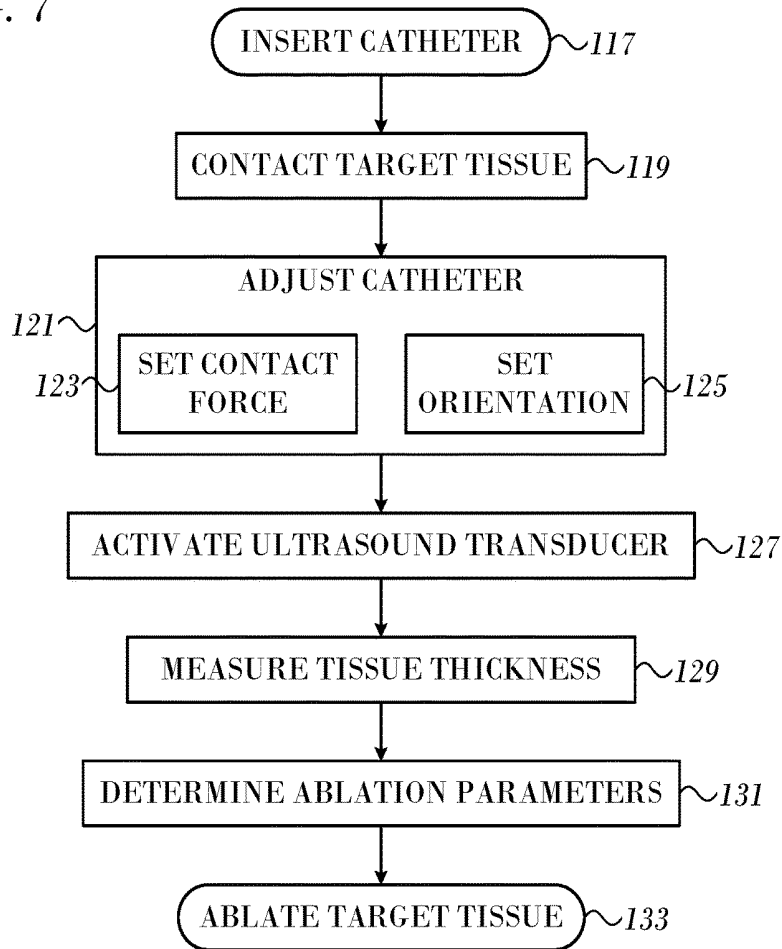 7
INSERT CATHETER 117
CONTACT TARGET TISSUE 119
ADJUST CATHETER
121
123 SET CONTACT FORCE
SET ORIENTATION 125
ACTIVATE ULTRASOUND TRANSDUCER 127
MEASURE TISSUE THICKNESS 129
DETERMINE ABLATION PARAMETERS 131
ABLATE TARGET TISSUE 133